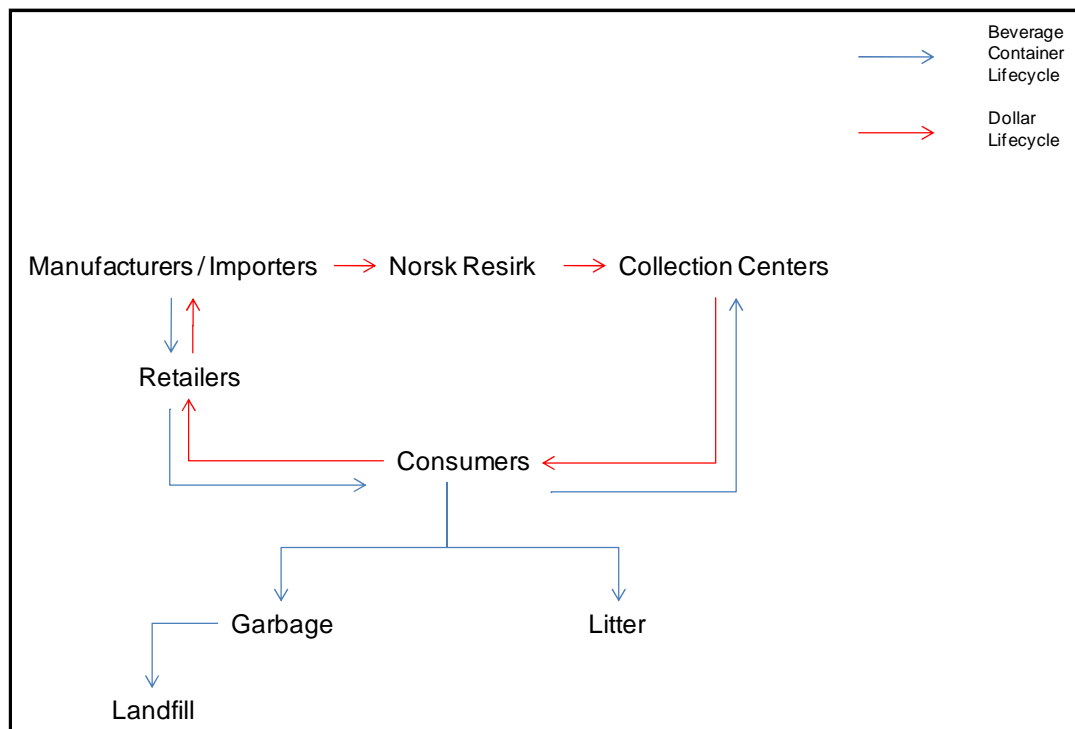 Beverage
Container
Lifecycle
Dollar
Lifecycle
Manufacturers / Importers
Norsk Resirk
Collection Centers
Retailers
Consumers
Garbage
Litter
Landfill